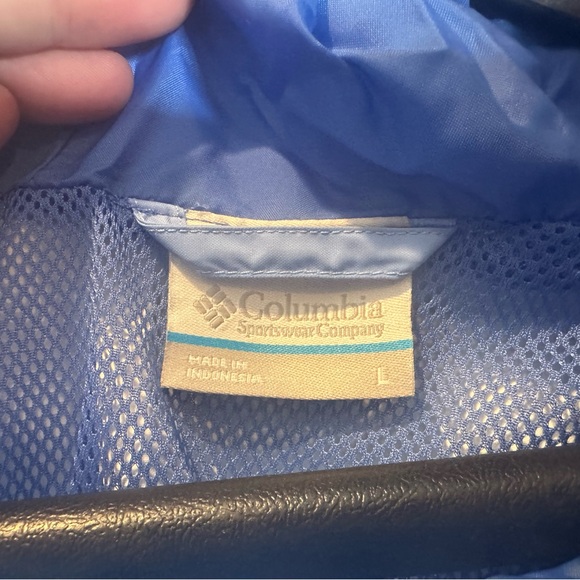 Columbia
Sportswear Company
MADE IN
INDONESIA
L